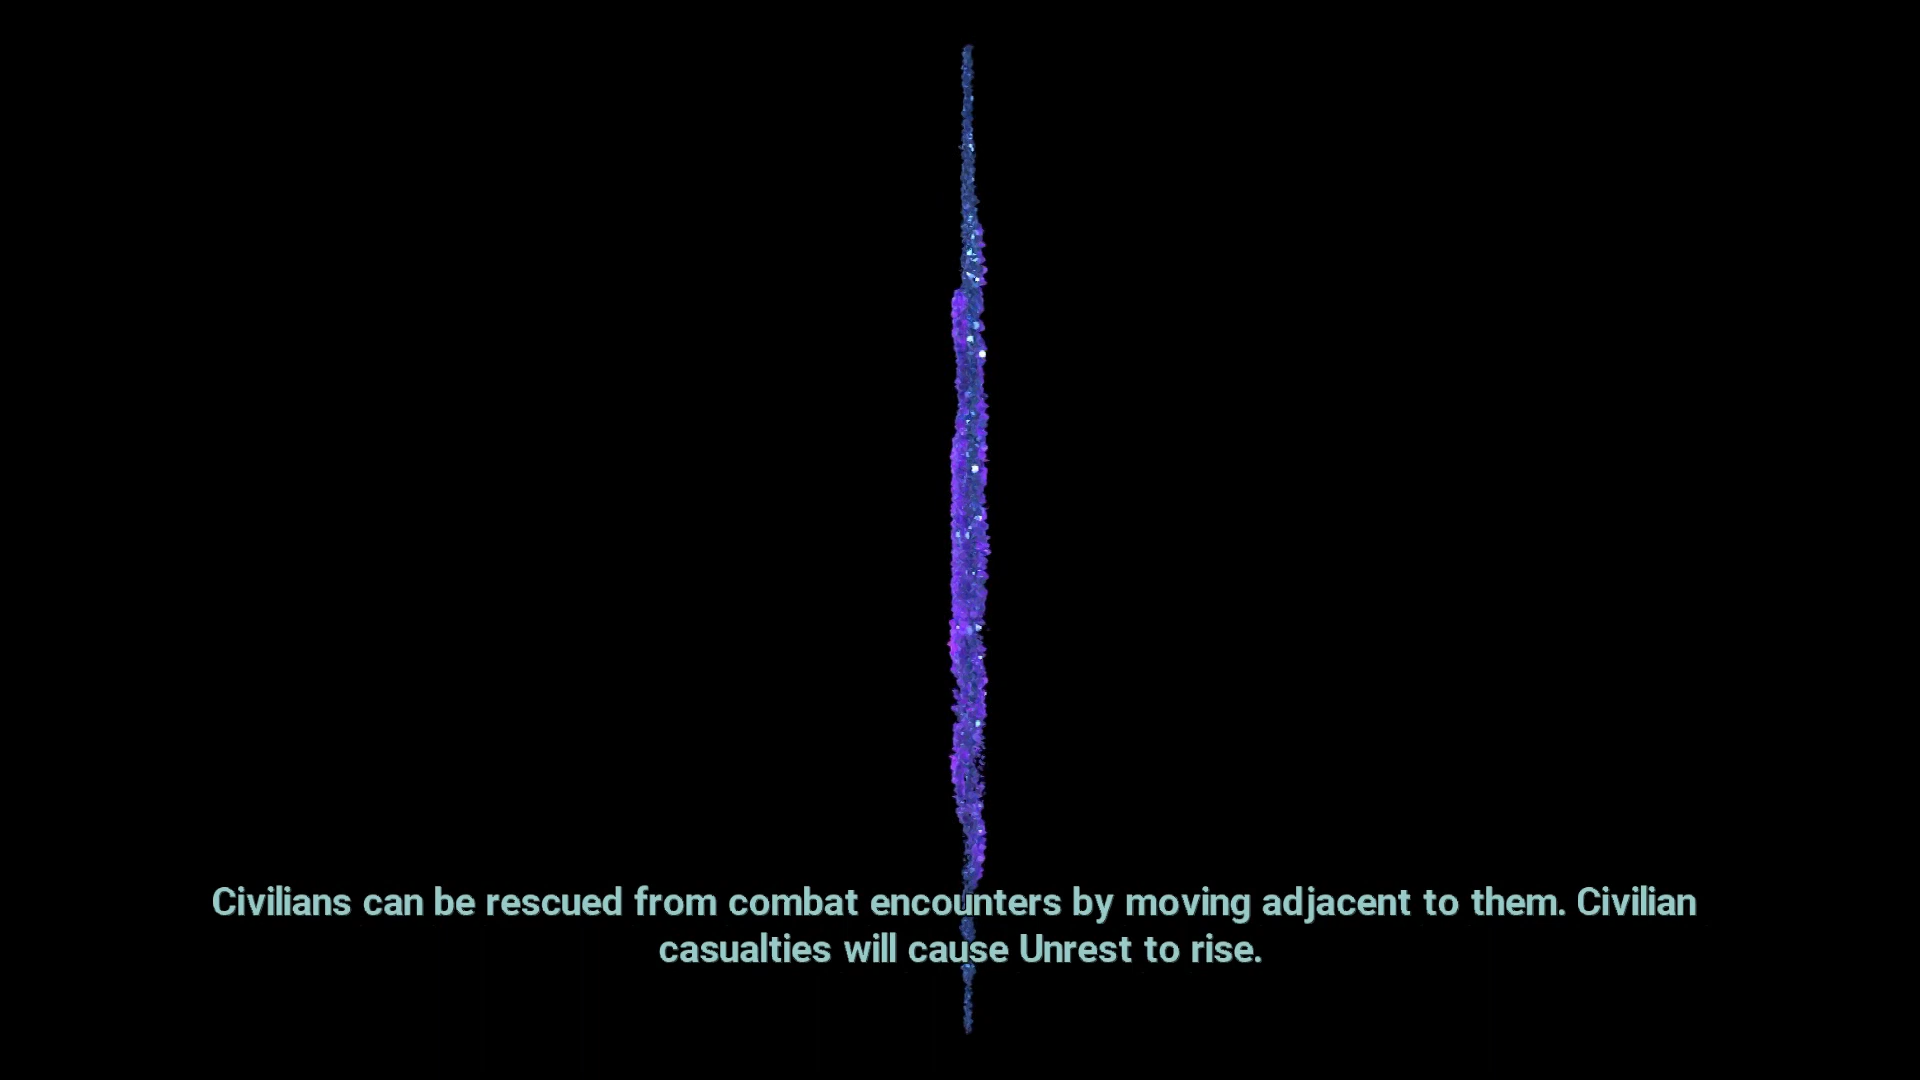 Civilians can be rescued from combat encounters by moving adjacent to them. Civilian
casualties will cause Unrest to rise.